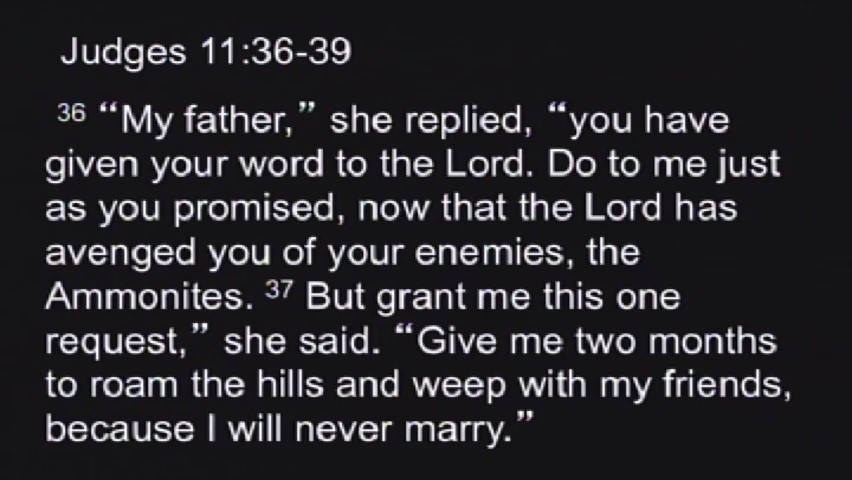 Judges 11:36-39
36 “My father,” she replied, “you have
given your word to the Lord. Do to me just
as you promised, now that the Lord has
avenged you of your enemies, the
Ammonites. 37 But grant me this one
request,” she said. “Give me two months
to roam the hills and weep with my friends,
because I will never marry.”